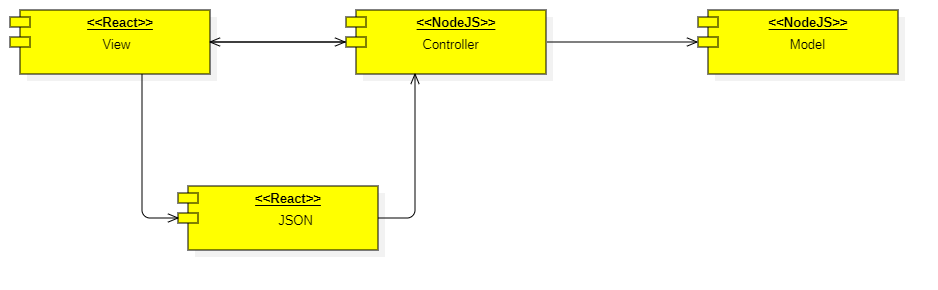 <<React>>
View
<<NodeJS>>
Controller
<<NodeJS>>
Model
<<React>>
JSON